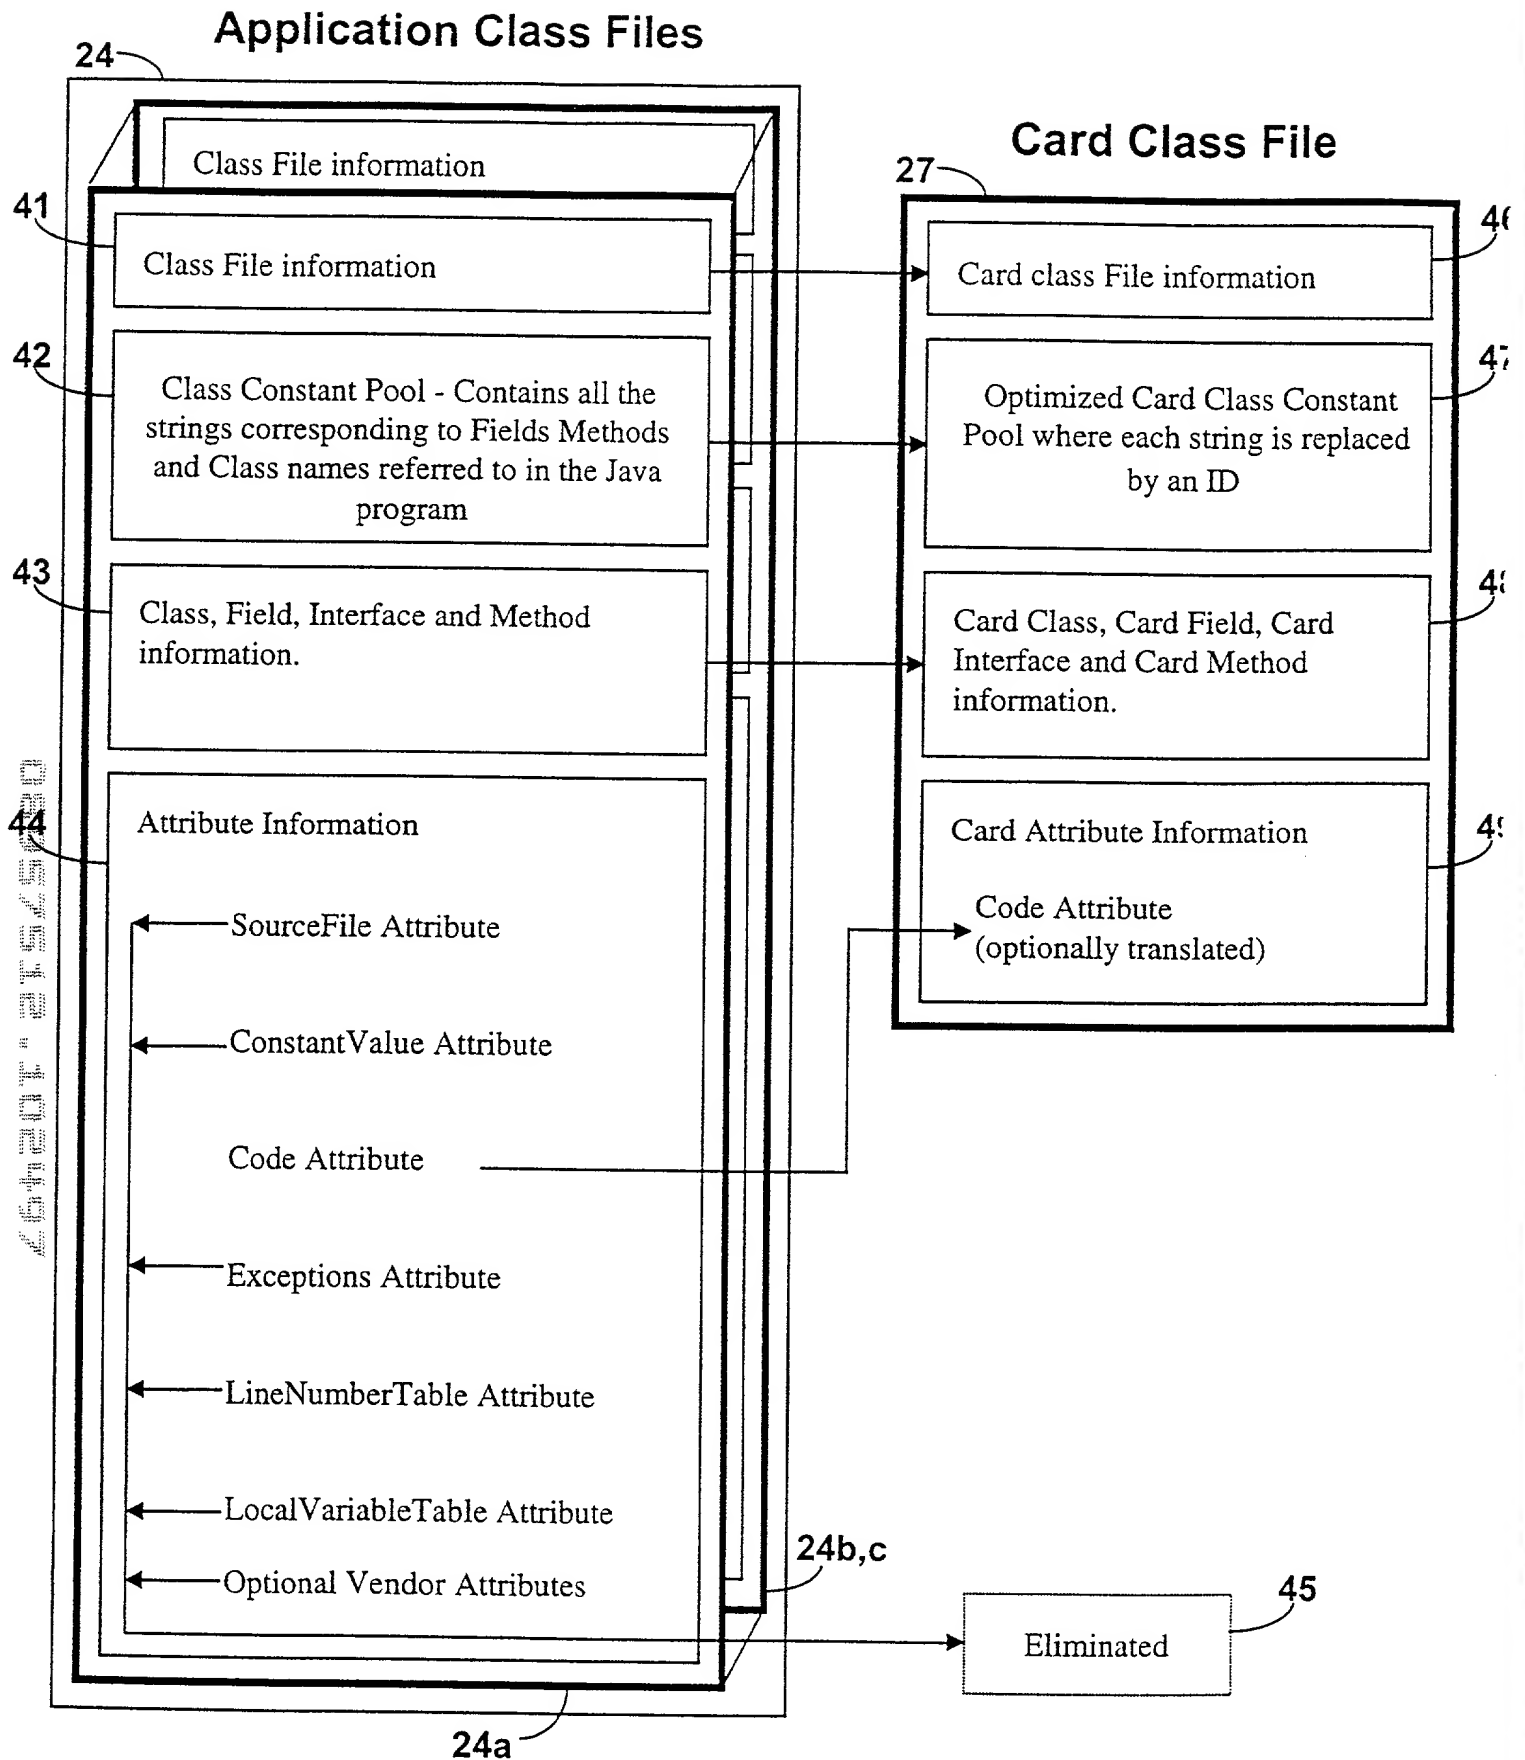 Application Class Files
24
Class File information
Card Class File
27
41
Class File information
Card class File information
42
Class Constant Pool - Contains all the
strings corresponding to Fields Methods
and Class names referred to in the Java
program
Optimized Card Class Constant
Pool where each string is replaced
by an ID
47
43
Class, Field, Interface and Method
information.
Card Class, Card Field, Card
Interface and Card Method
information.
44
Attribute Information
SourceFile Attribute
ConstantValue Attribute
Code Attribute
Exceptions Attribute
LineNumberTable Attribute
LocalVariableTable Attribute
Optional Vendor Attributes
Card Attribute Information
Code Attribute
(optionally translated)
24b,c
45
Eliminated
24a